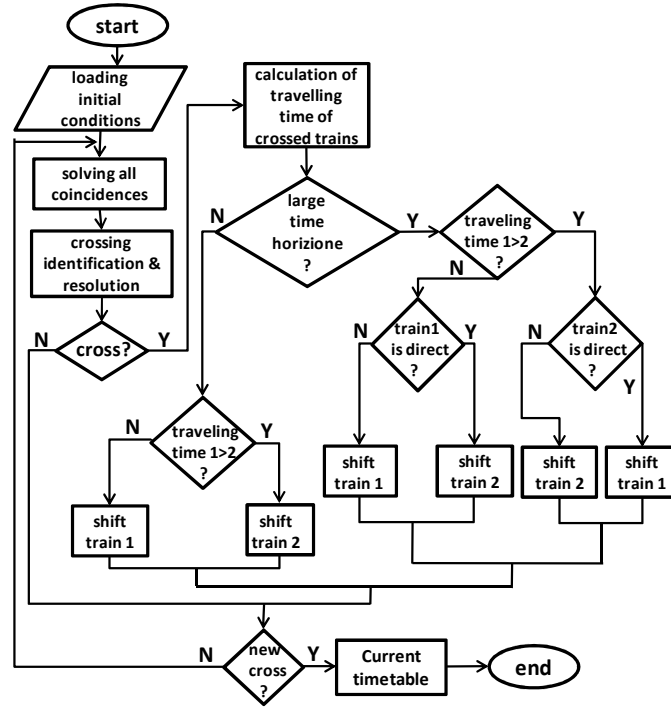 start
loading
initial
conditions
solving all
coincidences
crossing
identification &
resolution
N
Y
cross?
calculation of
travelling
time of
crossed trains
N
large
time
horizione
?
Y
traveling
time 1>2
?
Y
N
N
train1
is direct
?
Y
N
train2
is direct
?
Y
shift
train 1
shift
train 2
shift
train 2
shift
train 1
N
traveling
time 1>2
?
Y
shift
train 1
shift
train 2
N
new
cross
?
Y
Current
timetable
end